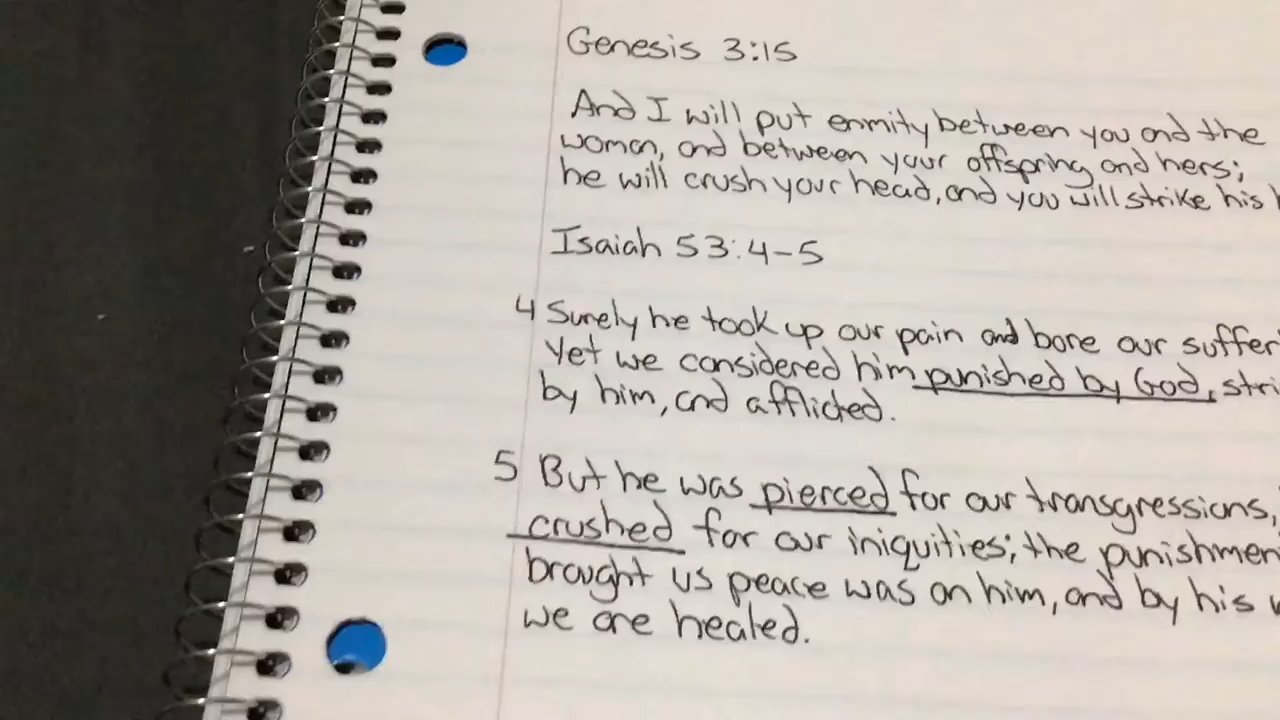 Genesis 3:15
And I will put enmity between you and the
woman, and between your offspring and hers;
he will crush your head, and you will strike his
Isaiah 53:4-5
4 Surely he took up our pain and bore our suffer
Yet we considered him punished by God, stri
by him, and afflicted.
5 But he was pierced for our transgressions,
crushed for our iniquities; the punishmen
brought us peace was on him, and by his
we are healed.